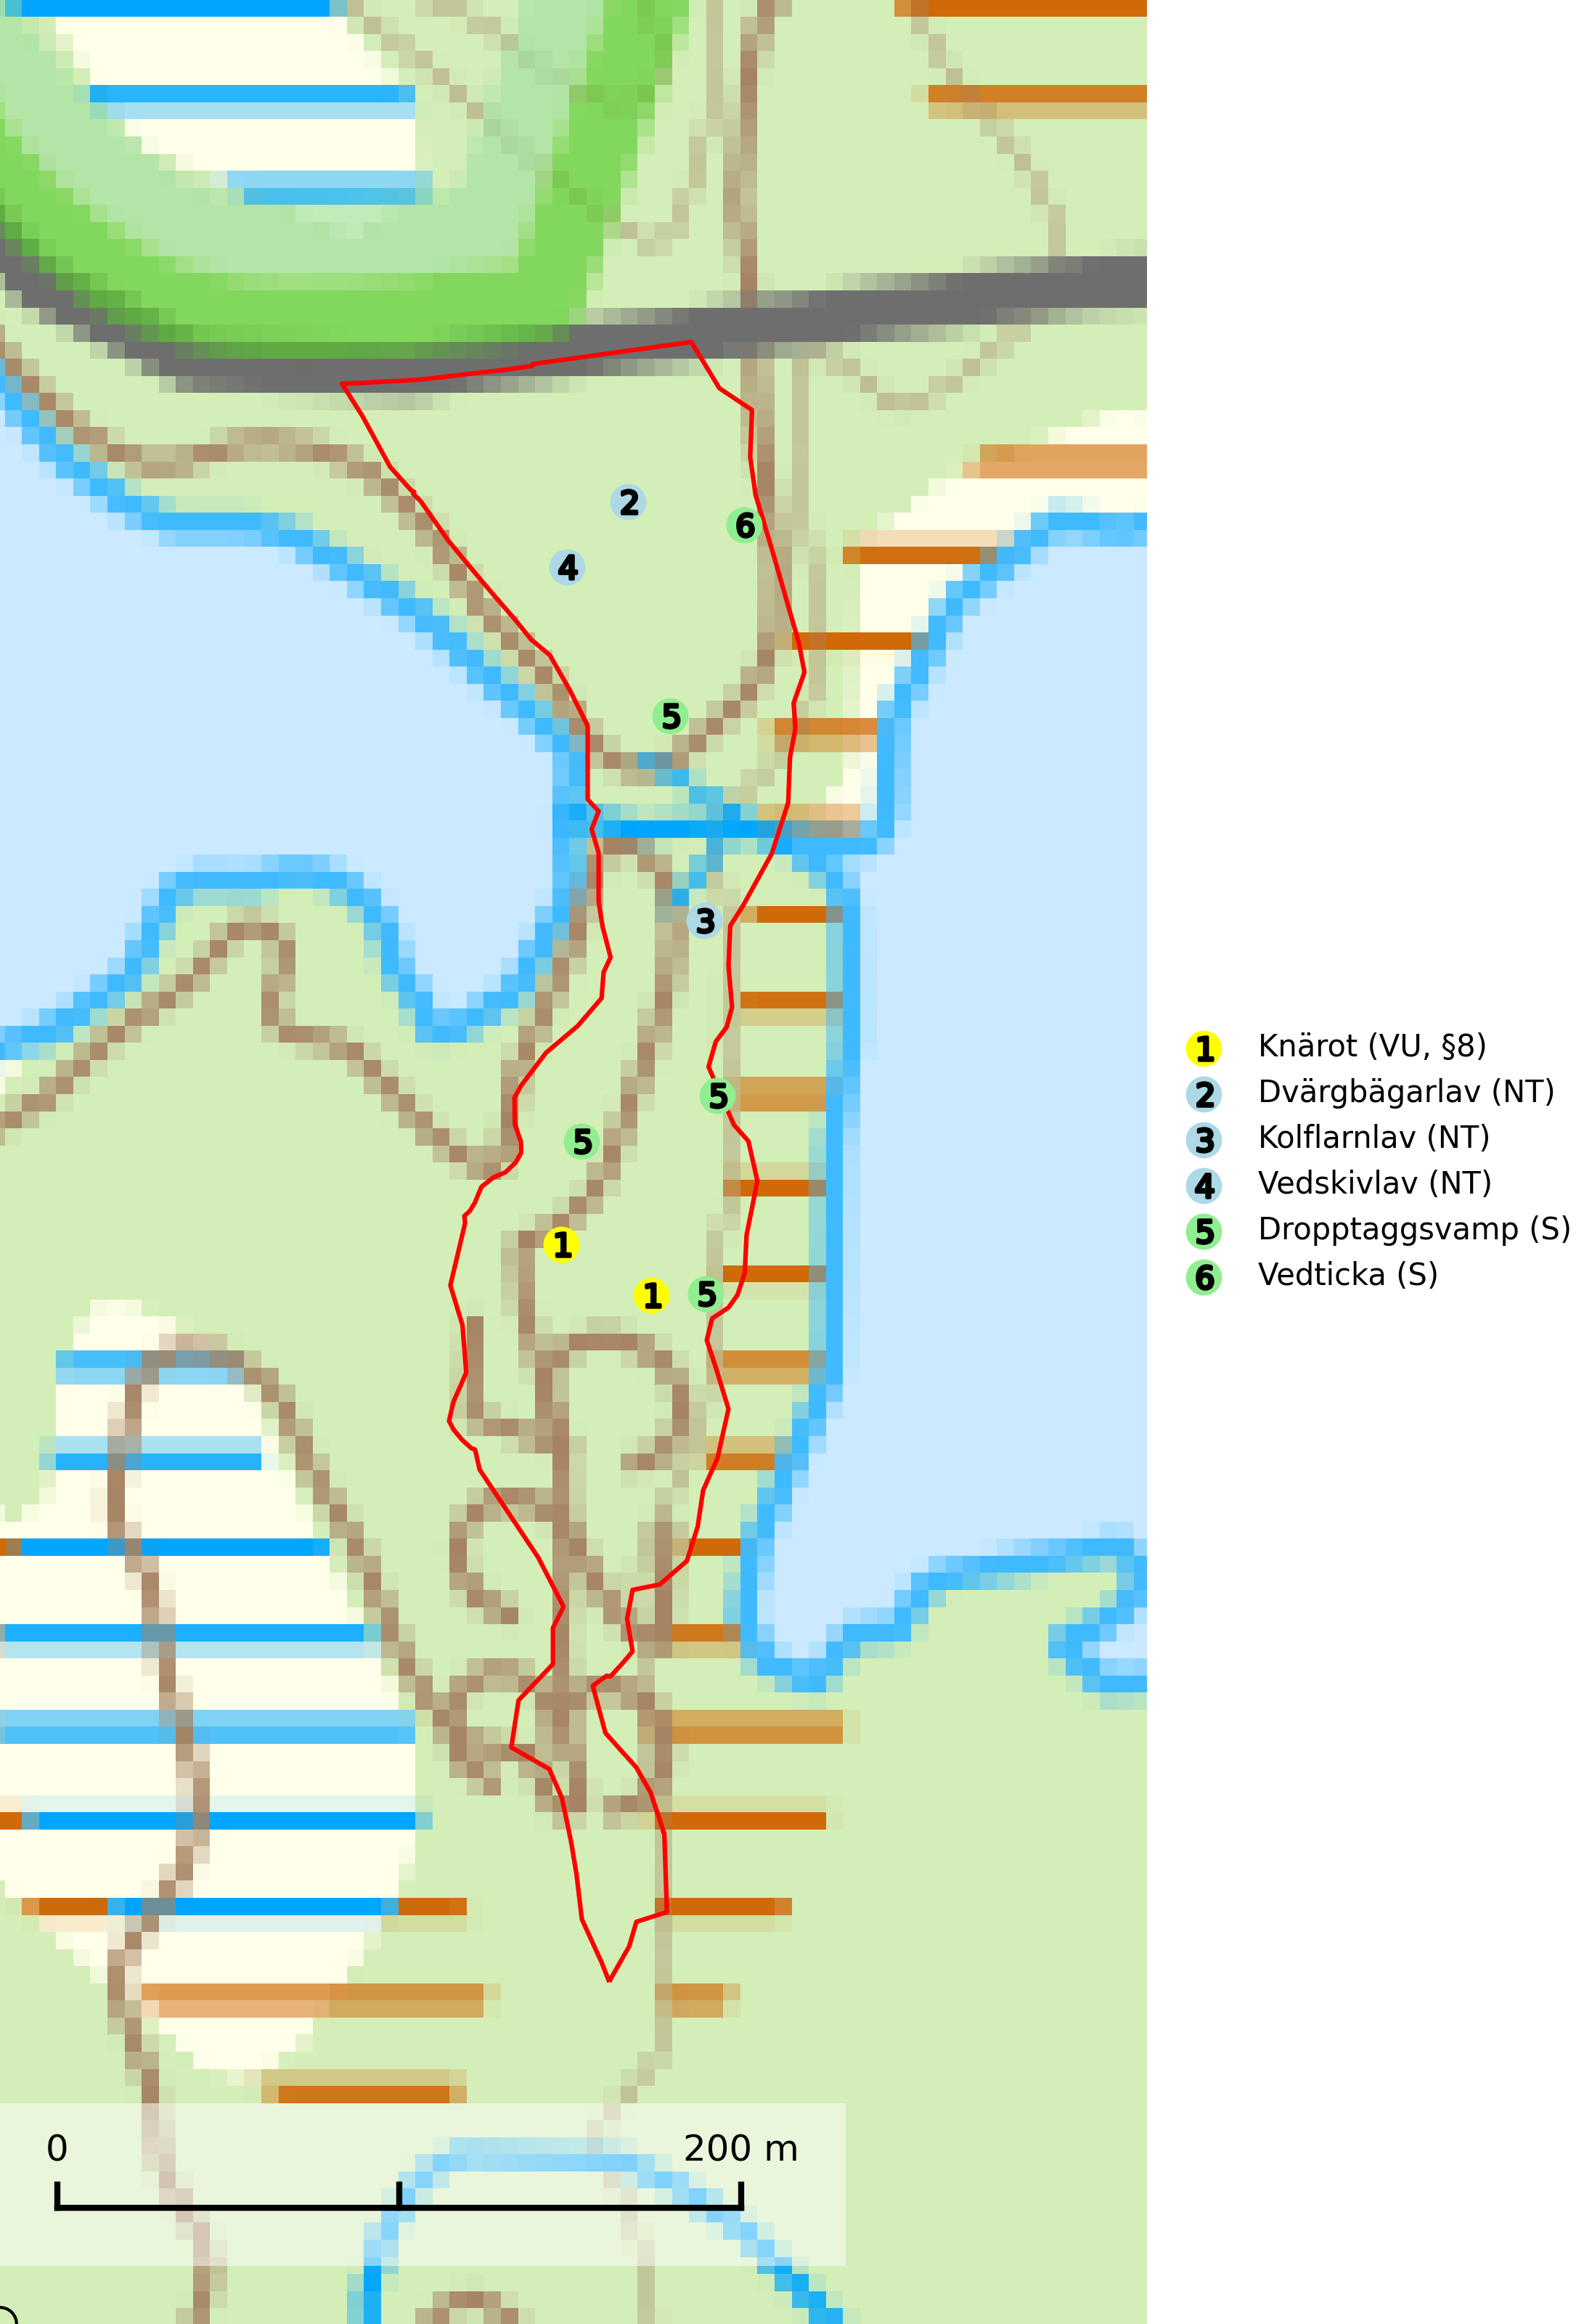 2
6
4
5
3
5
5
1
1
5
1 Knärot (VU, §8)
2 Dvärgbägarlav (NT)
3 Kolflarnlav (NT)
4 Vedskivlav (NT)
5 Dropptaggsvamp (S)
6 Vedticka (S)
0 200 m